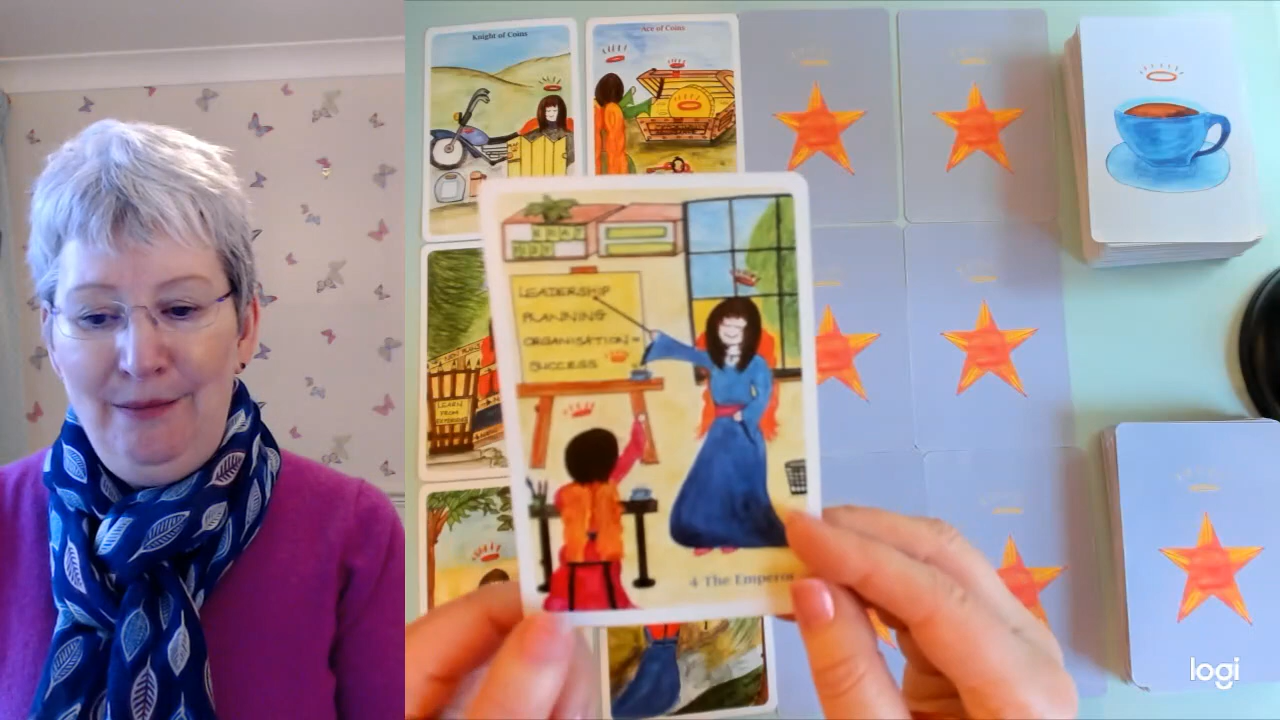 Knight of Coins
Ace of Coins
LEADERSHIP
PLANNING
ORGANISATION =
SUCCESS
4 The Emperor
LEARN
FROM
logi